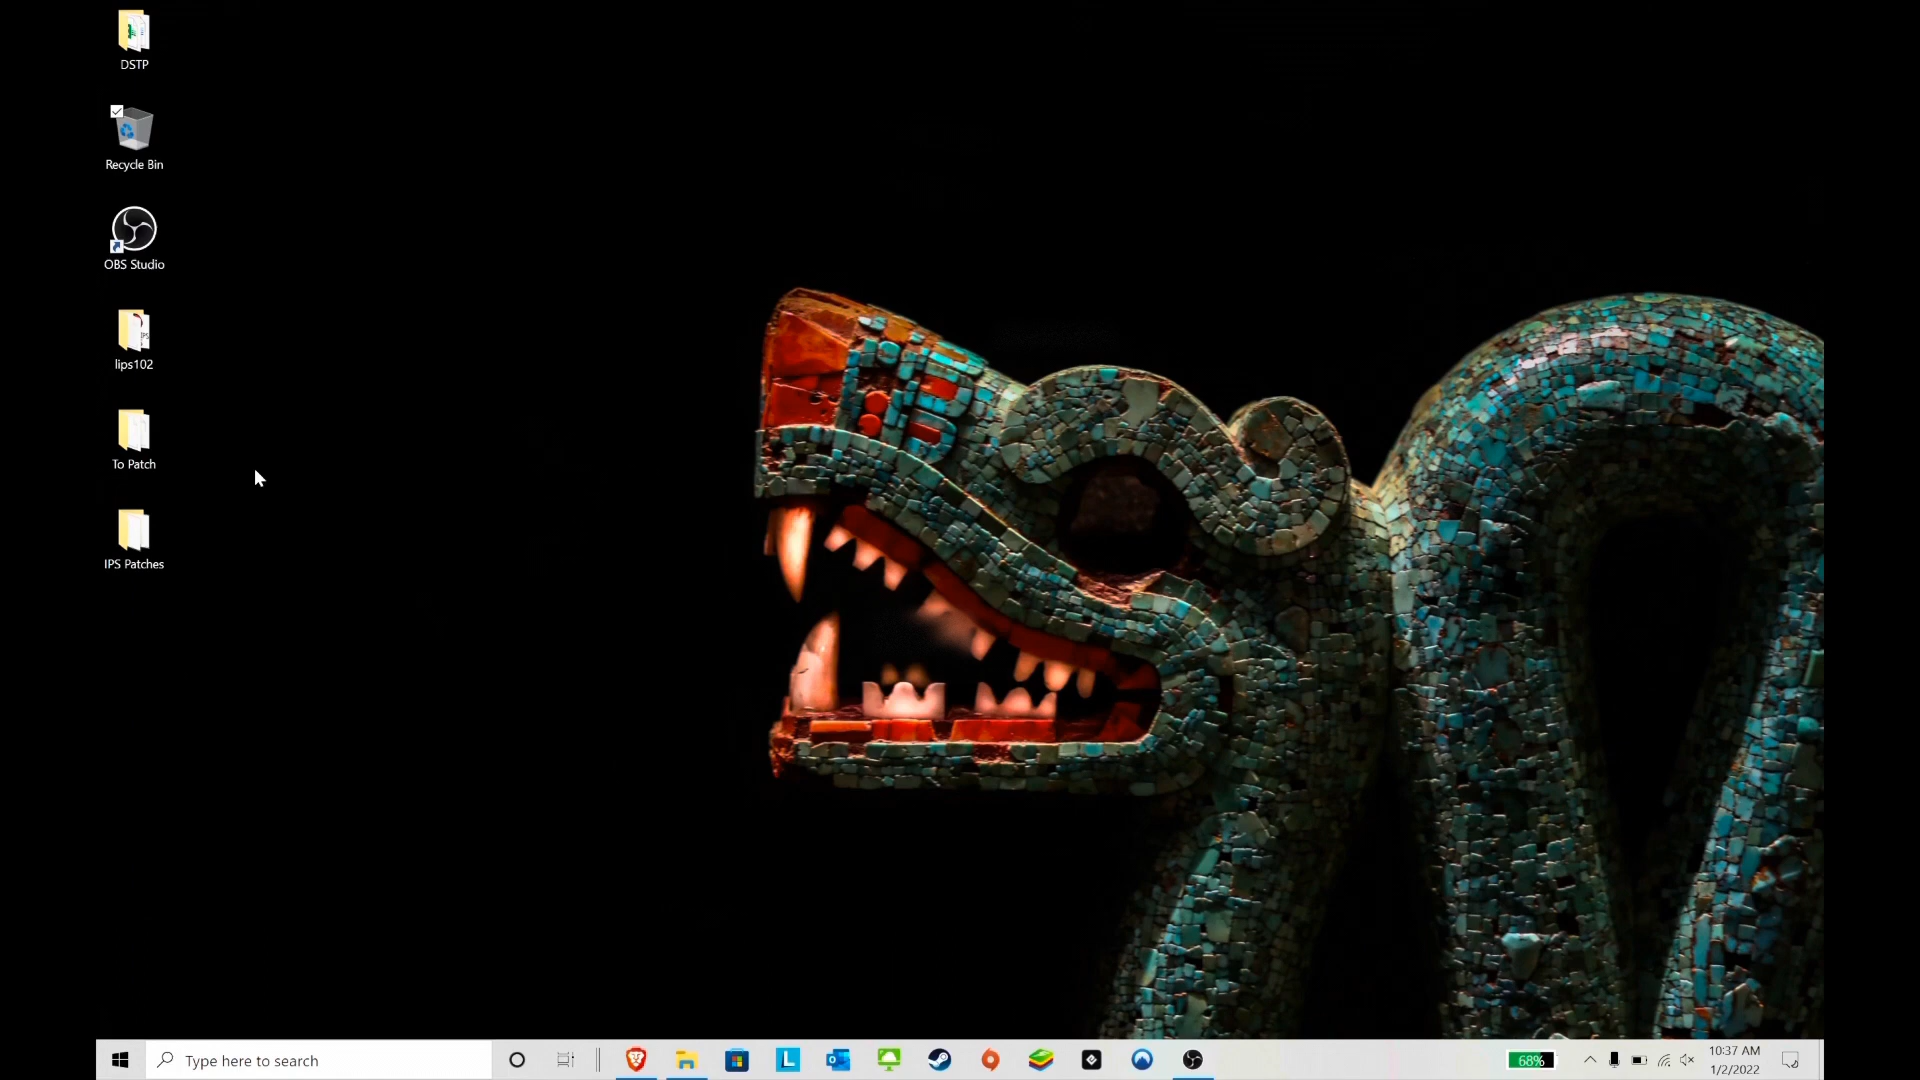 DSTP
Recycle Bin
OBS Studio
lips102
To Patch
IPS Patches
Type here to search
68%
10:37 AM
1/2/2022